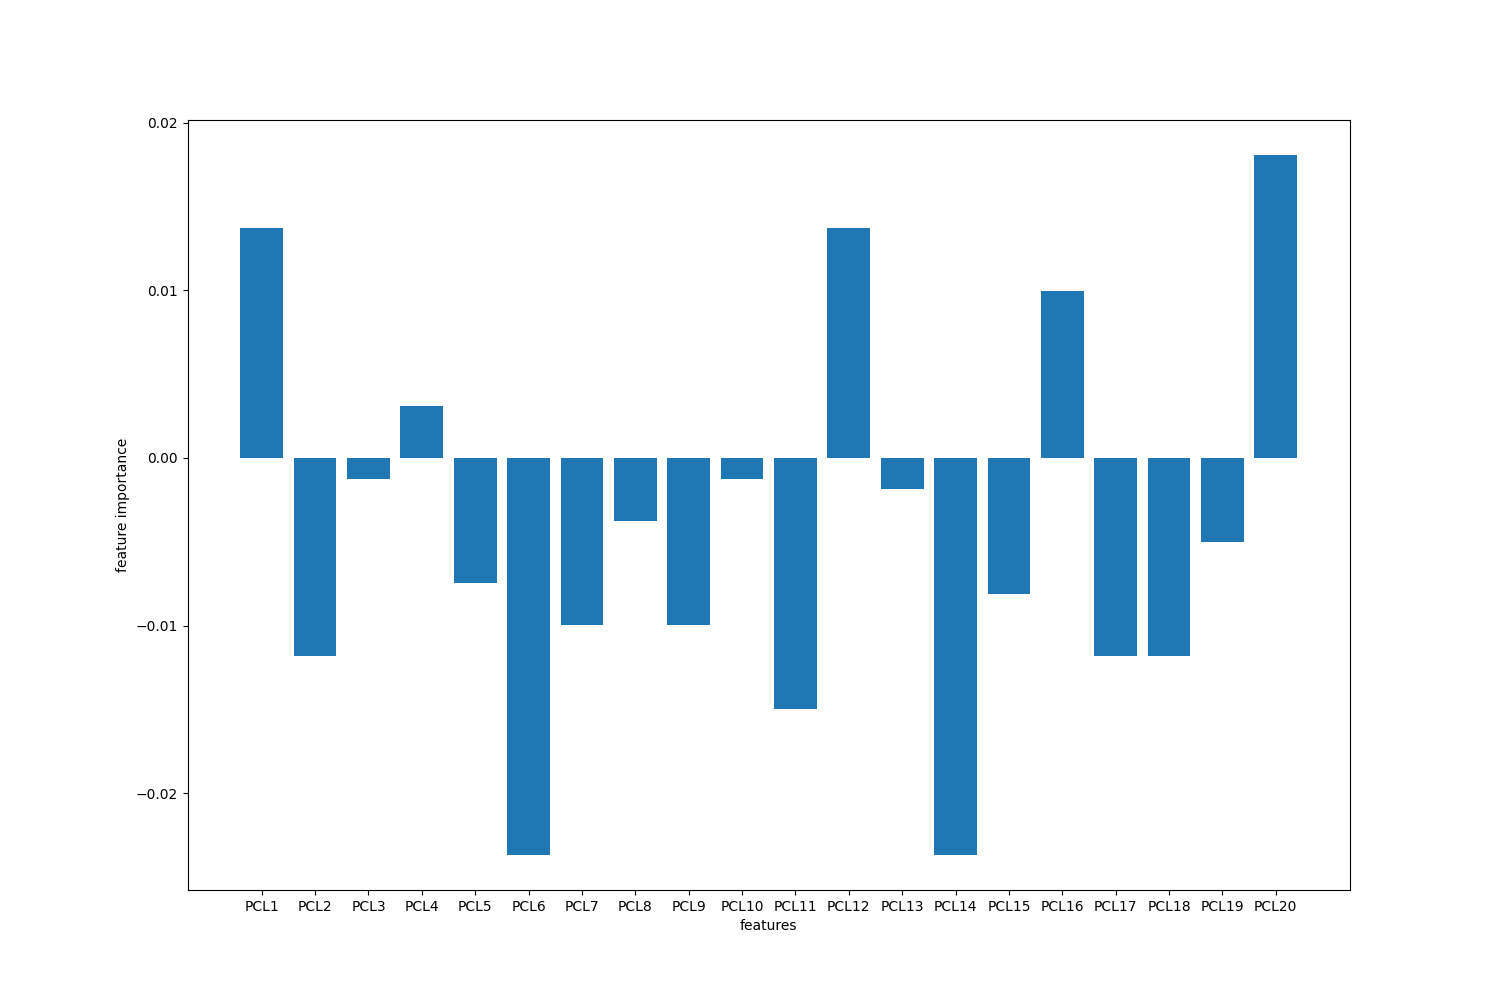 0.02
0.01
0.00
−0.01
−0.02
feature importance
PCL1 PCL2 PCL3 PCL4 PCL5 PCL6 PCL7 PCL8 PCL9 PCL10 PCL11 PCL12 PCL13 PCL14 PCL15 PCL16 PCL17 PCL18 PCL19 PCL20
features